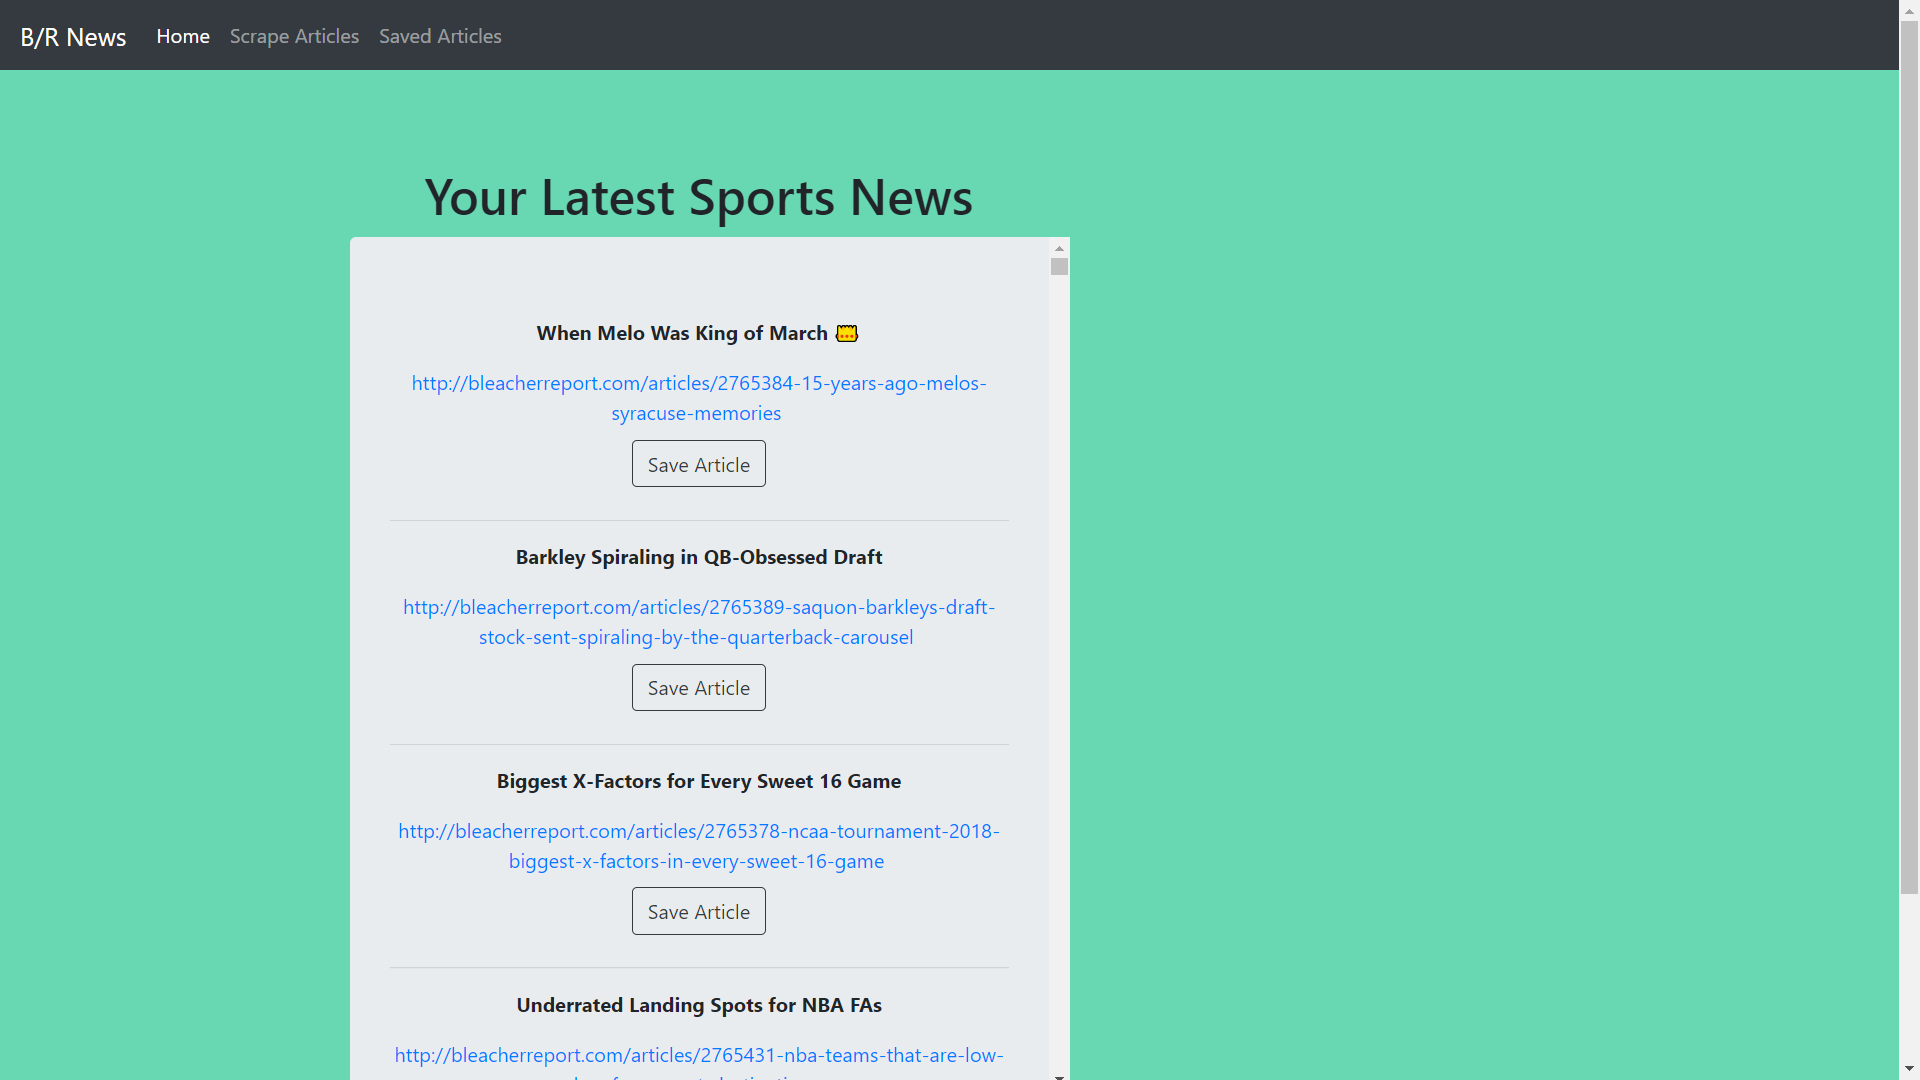 B/R News Home Scrape Articles Saved Articles
Your Latest Sports News
When Melo Was King of March
http://bleacherreport.com/articles/2765384-15-years-ago-melos-
syracuse-memories
Save Article
Barkley Spiraling in QB-Obsessed Draft
http://bleacherreport.com/articles/2765389-saquon-barkleys-draft-
stock-sent-spiraling-by-the-quarterback-carousel
Save Article
Biggest X-Factors for Every Sweet 16 Game
http://bleacherreport.com/articles/2765378-ncaa-tournament-2018-
biggest-x-factors-in-every-sweet-16-game
Save Article
Underrated Landing Spots for NBA FAs
http://bleacherreport.com/articles/2765431-nba-teams-that-are-low-